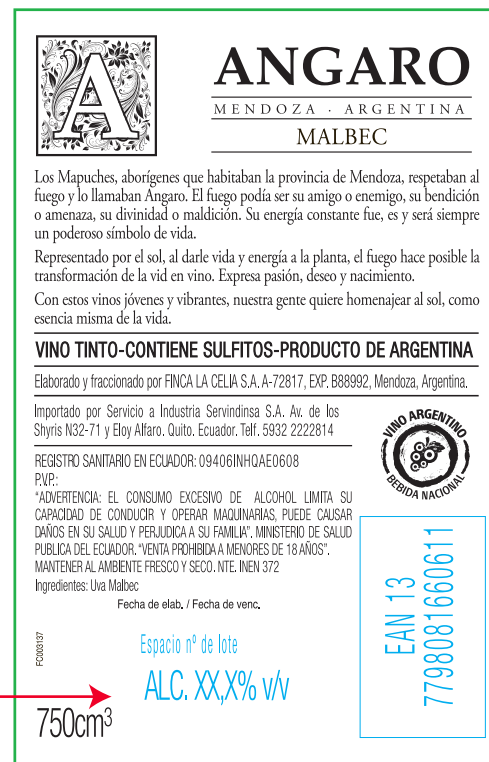 A
ANGARO
MENDOZA · ARGENTINA
MALBEC
Los Mapuches, aborígenes que habitaban la provincia de Mendoza, respetaban al
fuego y lo llamaban Angaro. El fuego podía ser su amigo o enemigo, su bendición
o amenaza, su divinidad o maldición. Su energía constante fue, es y será siempre
un poderoso símbolo de vida.
Representado por el sol, al darle vida y energía a la planta, el fuego hace posible la
transformación de la vid en vino. Expresa pasión, deseo y nacimiento.
Con estos vinos jóvenes y vibrantes, nuestra gente quiere homenajear al sol, como
esencia misma de la vida.
VINO TINTO-CONTIENE SULFITOS-PRODUCTO DE ARGENTINA
Elaborado y fraccionado por FINCA LA CELIA S.A. A-72817, EXP. B88992, Mendoza, Argentina.
Importado por Servicio a Industria Servindinsa S.A. Av. de los
Shyris N32-71 y Eloy Alfaro. Quito. Ecuador. Telf. 5932 2222814
VINO ARGENTINO
BEBIDA NACIONAL
REGISTRO SANITARIO EN ECUADOR: 09406INHQAE0608
P.V.P.:
"ADVERTENCIA: EL CONSUMO EXCESIVO DE ALCOHOL LIMITA SU
CAPACIDAD DE CONDUCIR Y OPERAR MAQUINARIAS, PUEDE CAUSAR
DAÑOS EN SU SALUD Y PERJUDICA A SU FAMILIA". MINISTERIO DE SALUD
PUBLICA DEL ECUADOR. "VENTA PROHIBIDA A MENORES DE 18 AÑOS".
MANTENER AL AMBIENTE FRESCO Y SECO. NTE. INEN 372
Ingredientes: Uva Malbec
Fecha de elab. / Fecha de venc.
FC003137
Espacio nº de lote
ALC. XX,X% v/v
750cm³
EAN 13
7798081660611